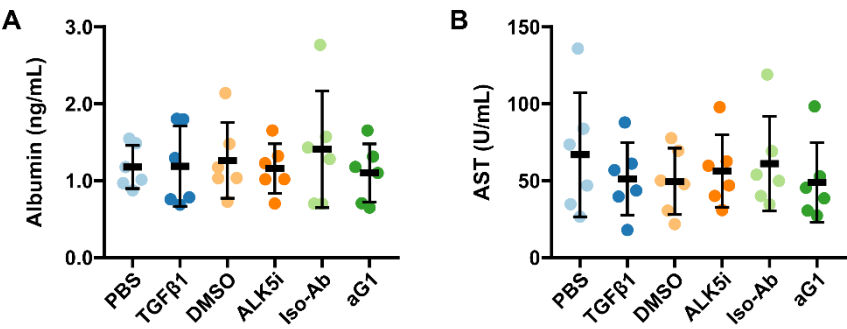 A
Albumin (ng/mL)
3.0
2.0
1.0
0.0
PBS
TGFβ1
DMSO
ALK5i
Iso-Ab
aG1
B
AST (U/mL)
150
100
50
0
PBS
TGFβ1
DMSO
ALK5i
Iso-Ab
aG1